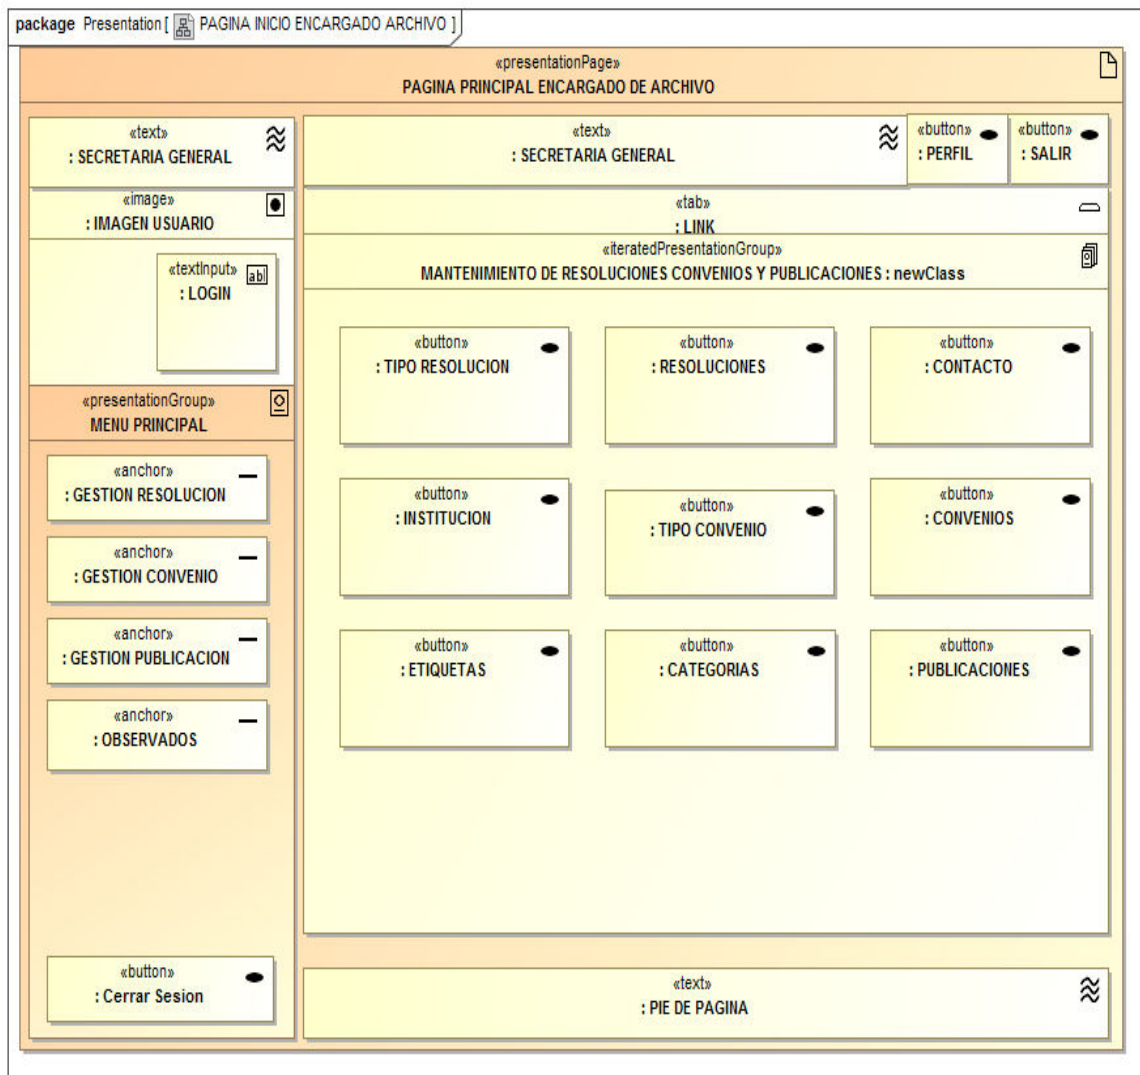 package Presentation [ PAGINA INICIO ENCARGADO ARCHIVO ]
«presentationPage»
PAGINA PRINCIPAL ENCARGADO DE ARCHIVO
«text»
: SECRETARIA GENERAL
«text»
: SECRETARIA GENERAL
«button»
: PERFIL
«button»
: SALIR
«image»
: IMAGEN USUARIO
«textInput»
: LOGIN
ab|
«tab»
: LINK
«iteratedPresentationGroup»
MANTENIMIENTO DE RESOLUCIONES CONVENIOS Y PUBLICACIONES : newClass
«button»
: TIPO RESOLUCION
«button»
: RESOLUCIONES
«button»
: CONTACTO
«button»
: INSTITUCION
«button»
: TIPO CONVENIO
«button»
: CONVENIOS
«button»
: ETIQUETAS
«button»
: CATEGORIAS
«button»
: PUBLICACIONES
«presentationGroup»
MENU PRINCIPAL
«anchor»
: GESTION RESOLUCION
«anchor»
: GESTION CONVENIO
«anchor»
: GESTION PUBLICACION
«anchor»
: OBSERVADOS
«button»
: Cerrar Sesion
«text»
: PIE DE PAGINA